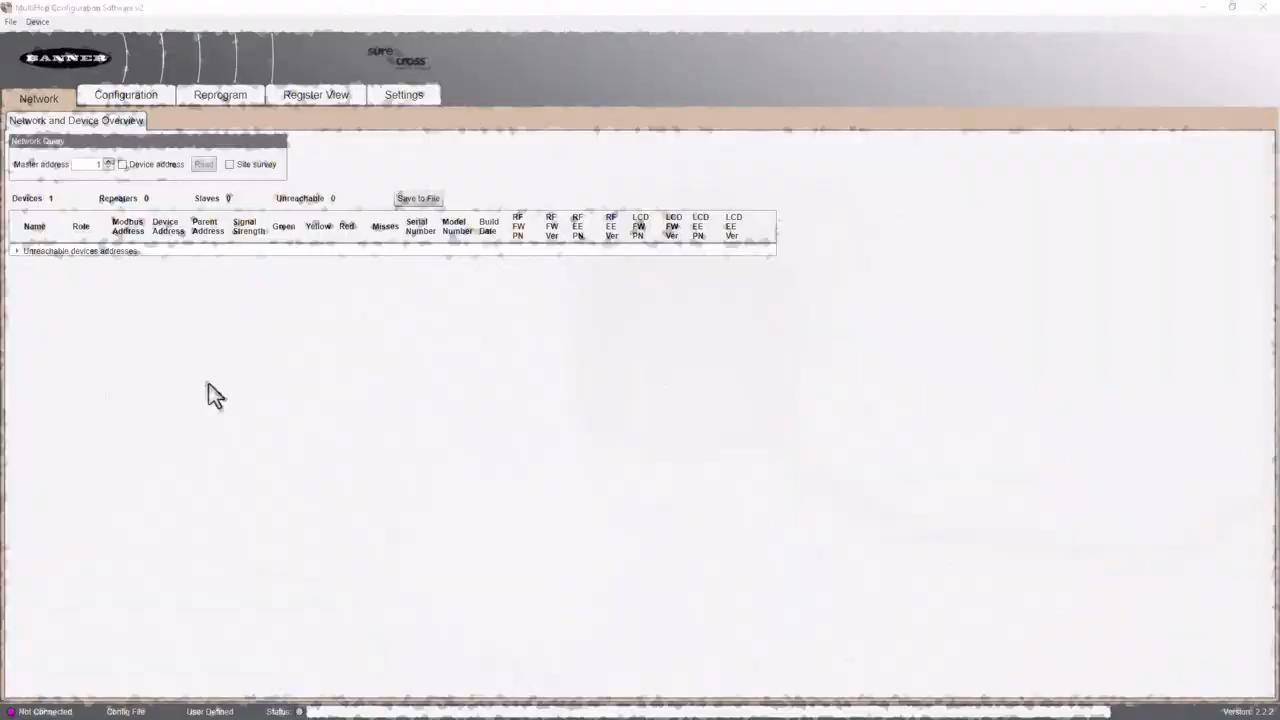 MultiHop Configuration Software v2
File Device
BANNER
sure cross
Network Configuration Reprogram Register View Settings
Network and Device Overview
Network Query
Master address 1 Device address Read Site survey
Devices 1 Repeaters 0 Slaves 0 Unreachable 0 Save to File
Name Role Modbus Address Device Address Parent Address Signal Strength Green Yellow Red Misses Serial Number Model Number Build Date RF FW PN RF FW Ver RF EE PN RF EE Ver LCD FW PN LCD FW Ver LCD EE PN LCD EE Ver
Unreachable devices addresses
Not Connected Config File User Defined Status: Version: 2.2.2